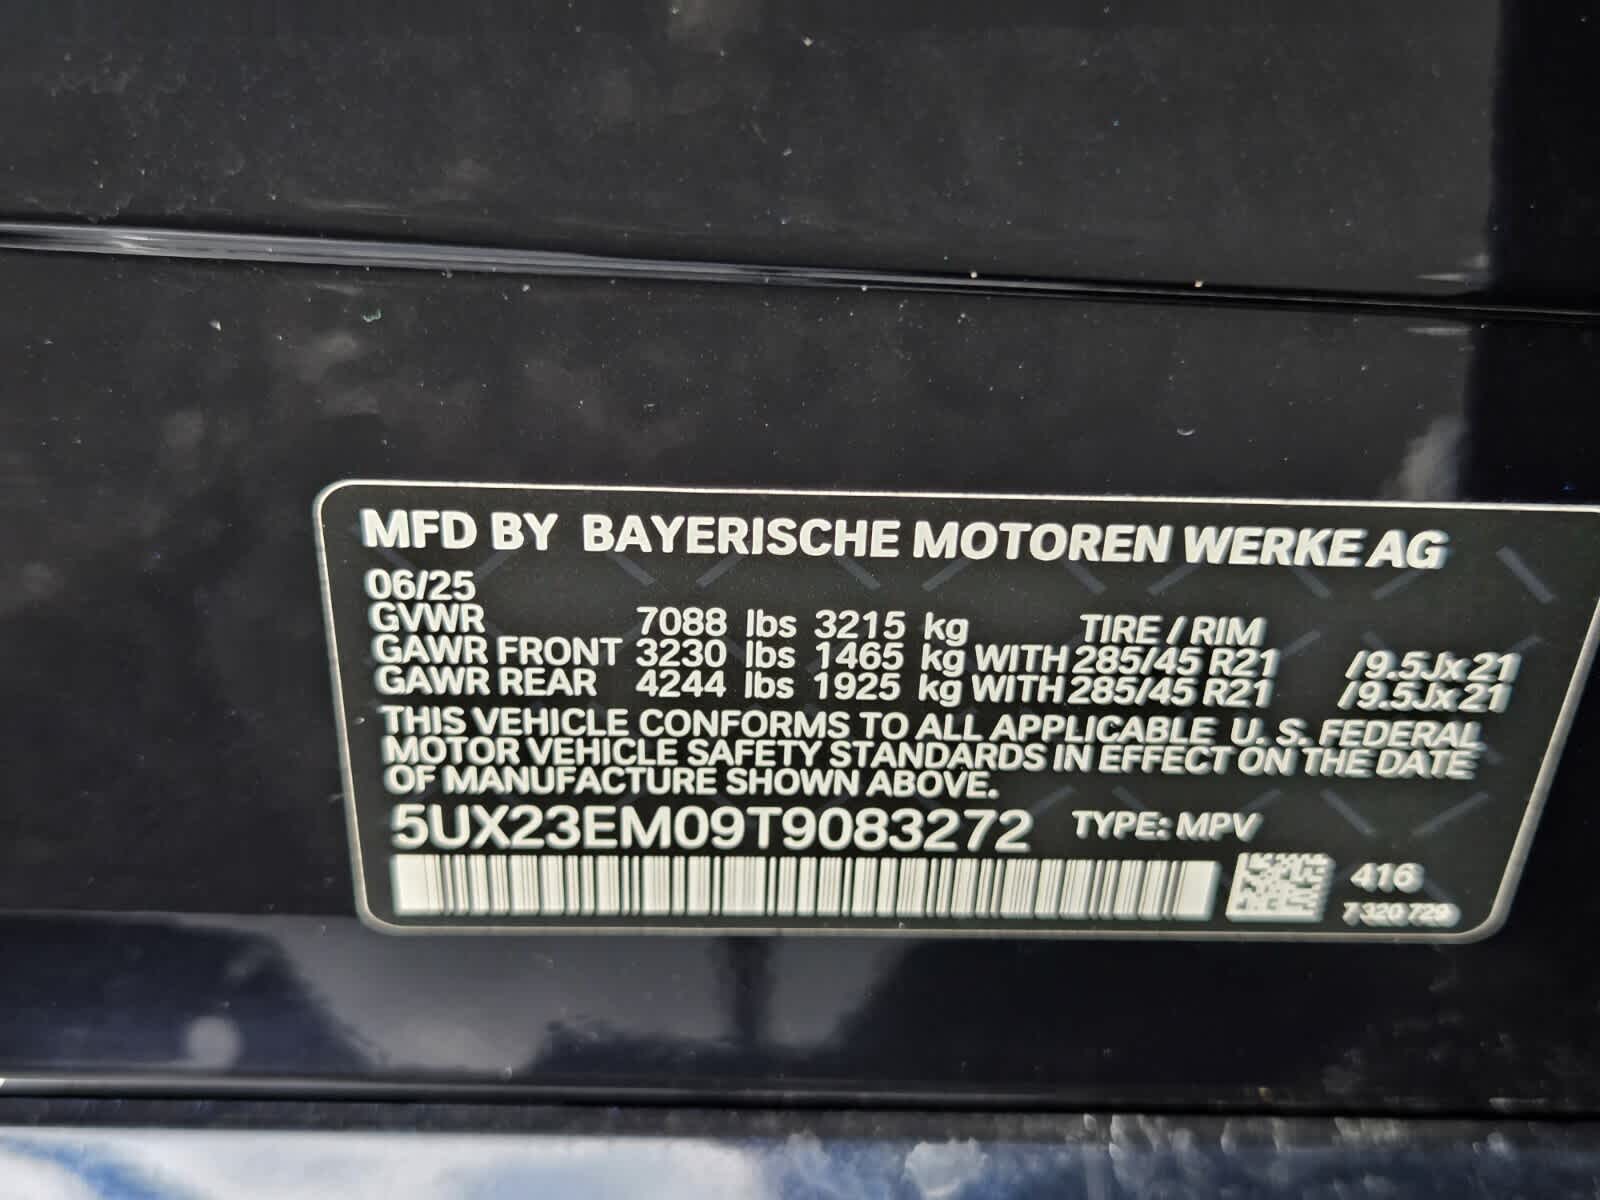 MFD BY BAYERISCHE MOTOREN WERKE AG
06/25
GVWR 7088 lbs 3215 kg TIRE / RIM
GAWR FRONT 3230 lbs 1465 kg WITH 285/45 R21 /9.5Jx21
GAWR REAR 4244 lbs 1925 kg WITH 285/45 R21 /9.5Jx21
THIS VEHICLE CONFORMS TO ALL APPLICABLE U. S. FEDERAL
MOTOR VEHICLE SAFETY STANDARDS IN EFFECT ON THE DATE
OF MANUFACTURE SHOWN ABOVE.
5UX23EM09T9083272 TYPE: MPV
416
7 320 729